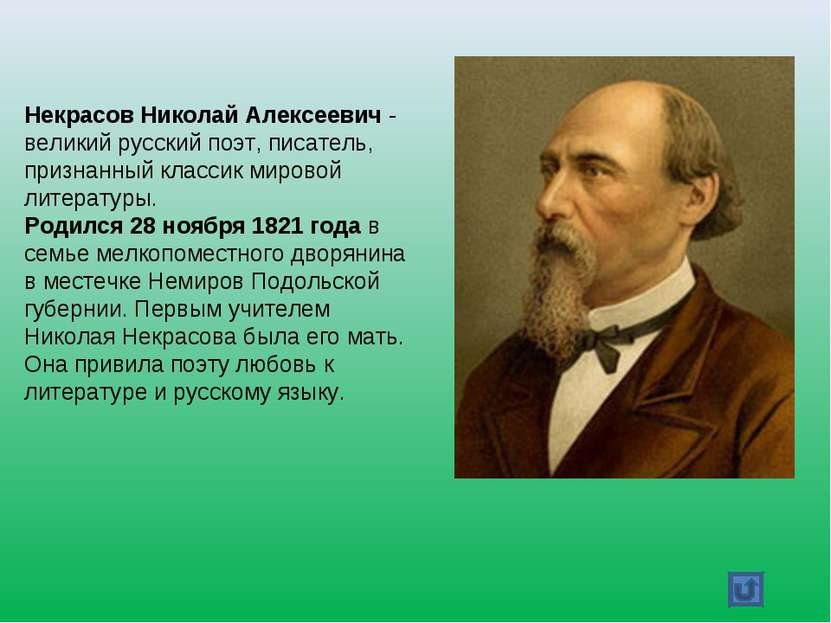 Некрасов Николай Алексеевич -
великий русский поэт, писатель,
признанный классик мировой
литературы.
Родился 28 ноября 1821 года в
семье мелкопоместного дворянина
в местечке Немиров Подольской
губернии. Первым учителем
Николая Некрасова была его мать.
Она привила поэту любовь к
литературе и русскому языку.